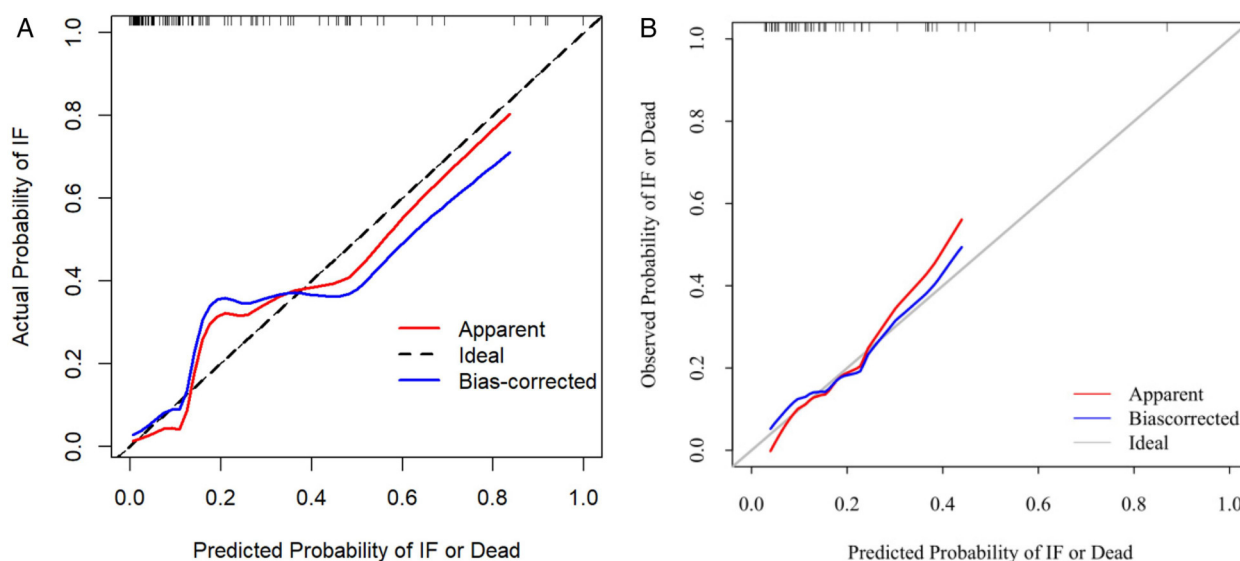 A
Actual Probability of IF
1.0
0.8
0.6
0.4
0.2
0.0
Apparent
Ideal
Bias-corrected
0.0 0.2 0.4 0.6 0.8 1.0
Predicted Probability of IF or Dead
B
Observed Probability of IF or Dead
1.0
0.8
0.6
0.4
0.2
0.0
Apparent
Biascorrected
Ideal
0.0 0.2 0.4 0.6 0.8 1.0
Predicted Probability of IF or Dead